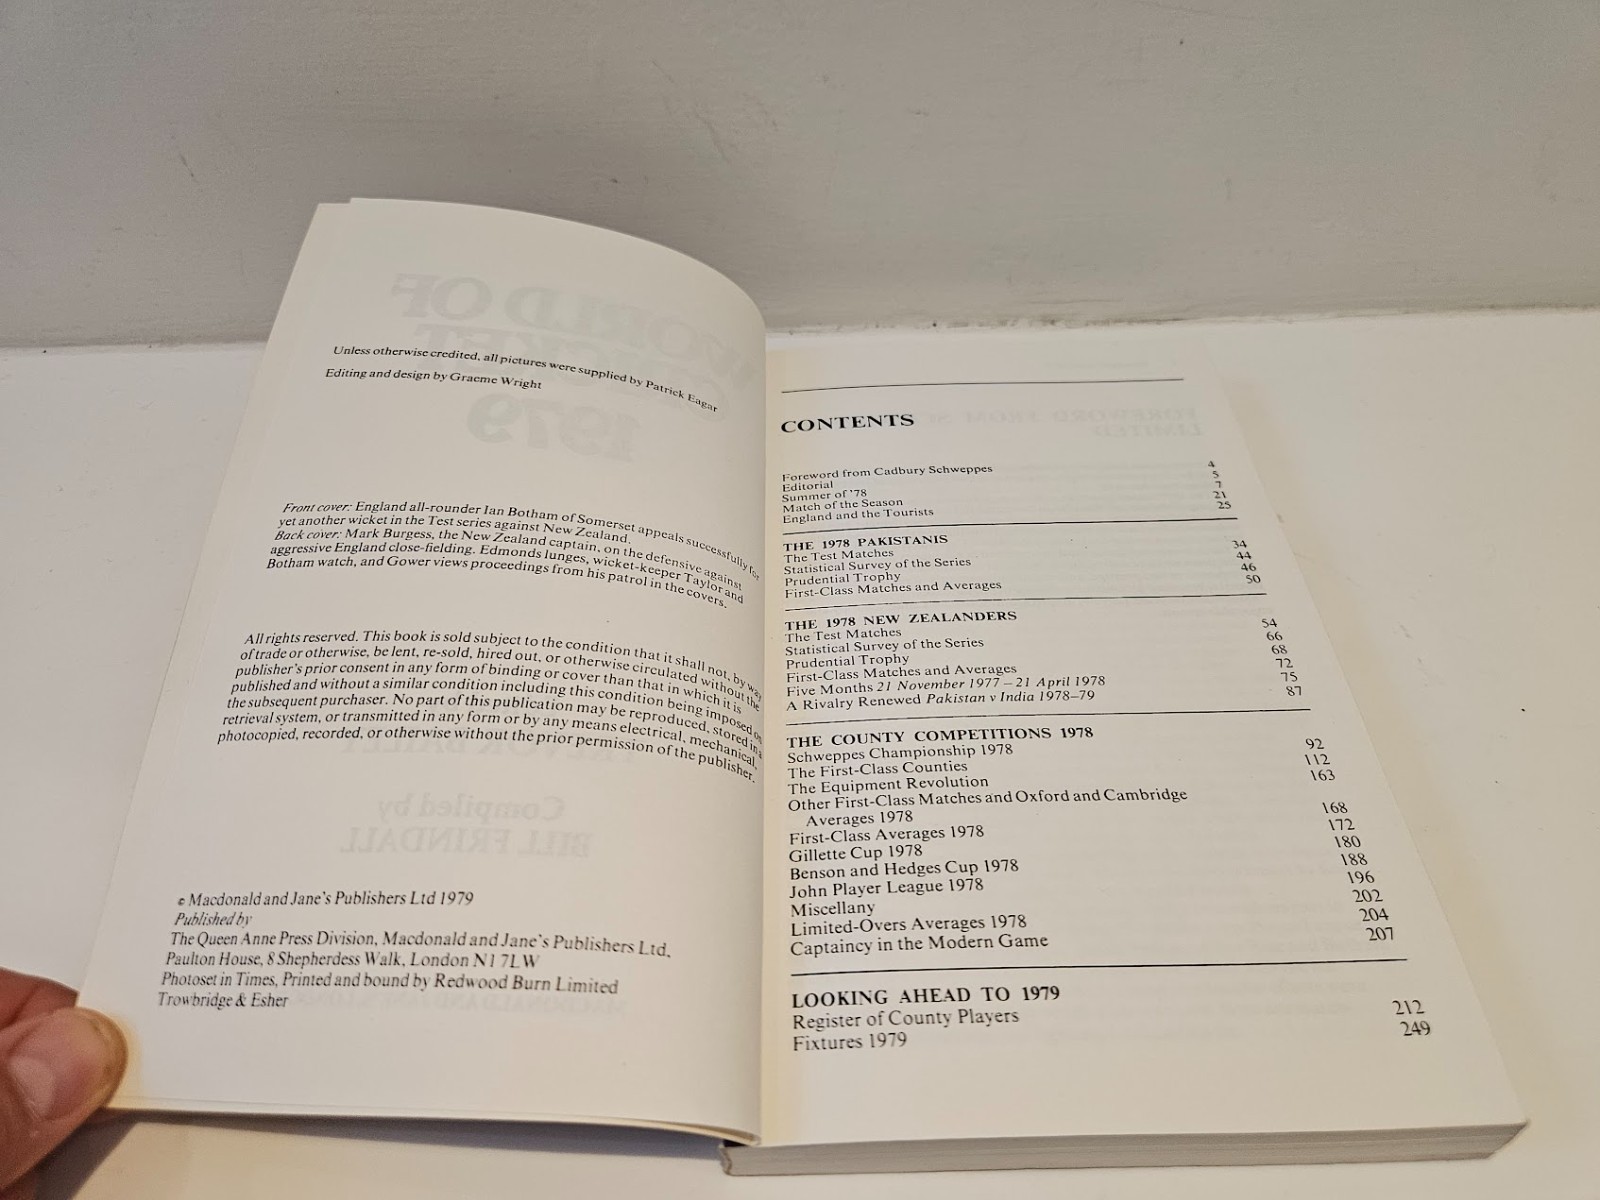 Unless otherwise credited, all pictures were supplied by Patrick Eagar
Editing and design by Graeme Wright
Front cover: England all-rounder Ian Botham of Somerset appeals successfully for
yet another wicket in the Test series against New Zealand.
Back cover: Mark Burgess, the New Zealand captain, on the defensive against
aggressive England close-fielding. Edmonds lunges, wicket-keeper Taylor and
Botham watch, and Gower views proceedings from his patrol in the covers.
All rights reserved. This book is sold subject to the condition that it shall not, by way
of trade or otherwise, be lent, re-sold, hired out, or otherwise circulated without the
publisher's prior consent in any form of binding or cover than that in which it is
published and without a similar condition including this condition being imposed on
the subsequent purchaser. No part of this publication may be reproduced, stored in a
retrieval system, or transmitted in any form or by any means electrical, mechanical,
photocopied, recorded, or otherwise without the prior permission of the publisher.
© Macdonald and Jane's Publishers Ltd 1979
Published by
The Queen Anne Press Division, Macdonald and Jane's Publishers Ltd,
Paulton House, 8 Shepherdess Walk, London N1 7LW
Photoset in Times, Printed and bound by Redwood Burn Limited
Trowbridge & Esher
CONTENTS
Foreword from Cadbury Schweppes 4
Editorial 5
Summer of '78 7
Match of the Season 21
England and the Tourists 25
THE 1978 PAKISTANIS
The Test Matches 34
Statistical Survey of the Series 44
Prudential Trophy 46
First-Class Matches and Averages 50
THE 1978 NEW ZEALANDERS
The Test Matches 54
Statistical Survey of the Series 66
Prudential Trophy 68
First-Class Matches and Averages 72
Five Months 21 November 1977 – 21 April 1978 75
A Rivalry Renewed Pakistan v India 1978–79 87
THE COUNTY COMPETITIONS 1978
Schweppes Championship 1978 92
The First-Class Counties 112
The Equipment Revolution 163
Other First-Class Matches and Oxford and Cambridge
Averages 1978 168
First-Class Averages 1978 172
Gillette Cup 1978 180
Benson and Hedges Cup 1978 188
John Player League 1978 196
Miscellany 202
Limited-Overs Averages 1978 204
Captaincy in the Modern Game 207
LOOKING AHEAD TO 1979
Register of County Players 212
Fixtures 1979 249